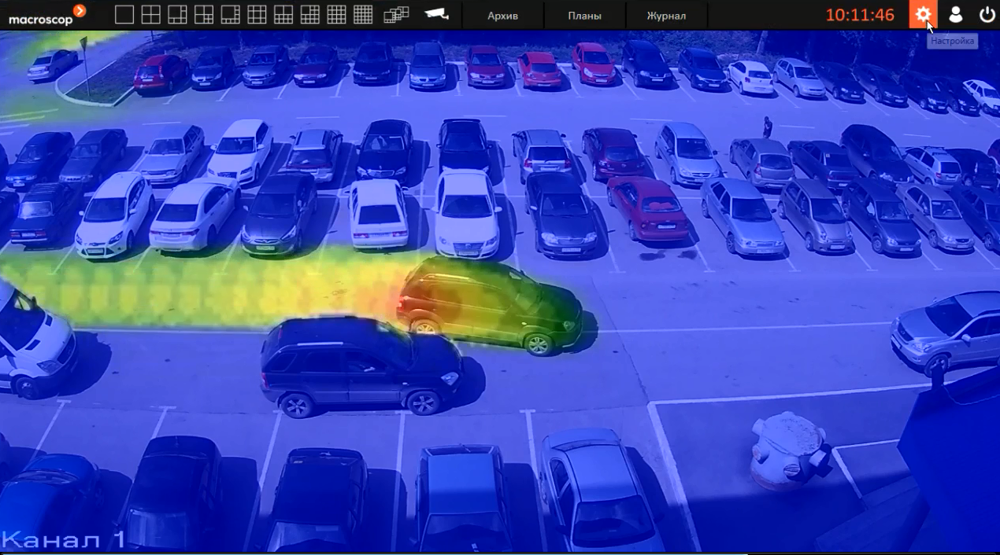 macroscop
Архив
Планы
Журнал
10:11:46
Настройка
Канал 1